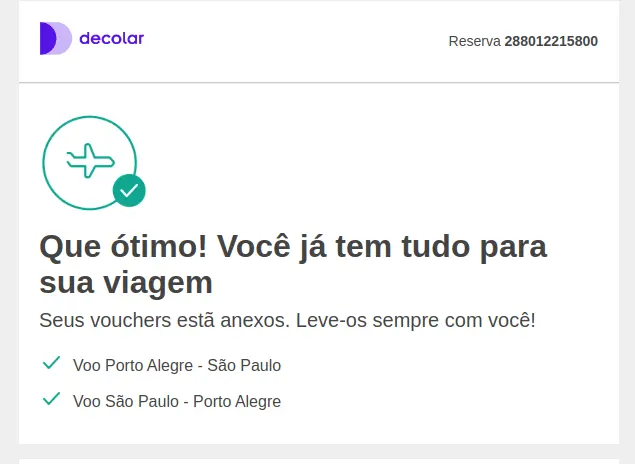 decolar
Reserva 288012215800
Que ótimo! Você já tem tudo para
sua viagem
Seus vouchers estã anexos. Leve-os sempre com você!
Voo Porto Alegre - São Paulo
Voo São Paulo - Porto Alegre